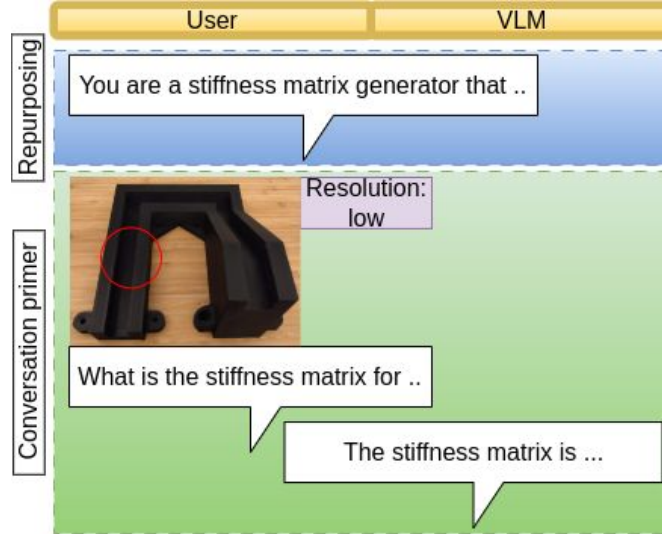 User
VLM
Repurposing
You are a stiffness matrix generator that ..
Conversation primer
Resolution:
low
What is the stiffness matrix for ..
The stiffness matrix is ...